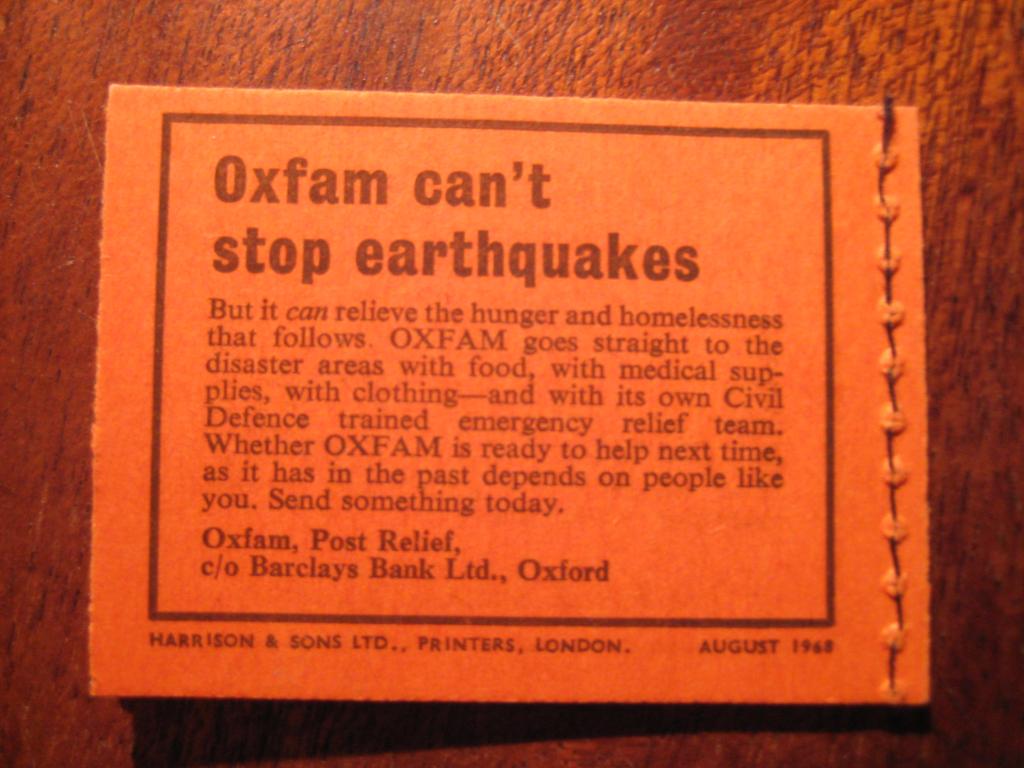 Oxfam can't
stop earthquakes
But it can relieve the hunger and homelessness
that follows. OXFAM goes straight to the
disaster areas with food, with medical sup-
plies, with clothing—and with its own Civil
Defence trained emergency relief team.
Whether OXFAM is ready to help next time,
as it has in the past depends on people like
you. Send something today.
Oxfam, Post Relief,
c/o Barclays Bank Ltd., Oxford
HARRISON & SONS LTD., PRINTERS, LONDON. AUGUST 1968